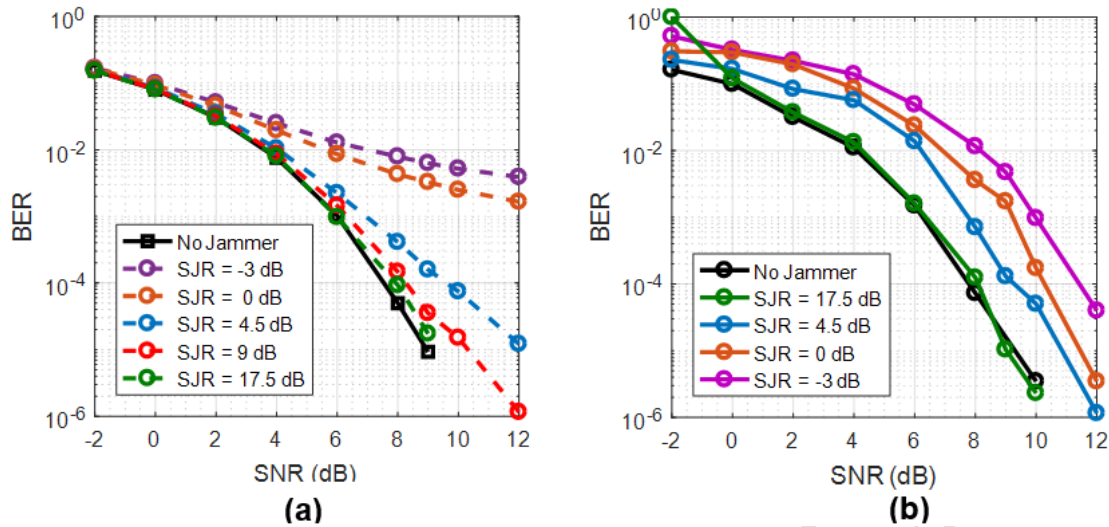 10^0
10^-2
10^-4
10^-6
BER
No Jammer
SJR = -3 dB
SJR = 0 dB
SJR = 4.5 dB
SJR = 9 dB
SJR = 17.5 dB
-2 0 2 4 6 8 10 12
SNR (dB)
(a)
10^0
10^-2
10^-4
10^-6
BER
No Jammer
SJR = 17.5 dB
SJR = 4.5 dB
SJR = 0 dB
SJR = -3 dB
-2 0 2 4 6 8 10 12
SNR (dB)
(b)